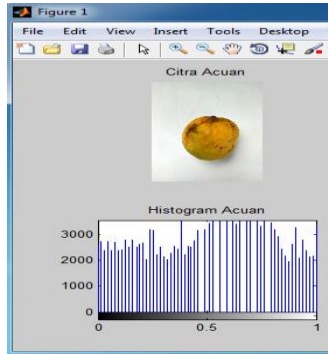 Figure 1
File Edit View Insert Tools Desktop
Citra Acuan
Histogram Acuan
3000
2000
1000
0
0 0.5 1